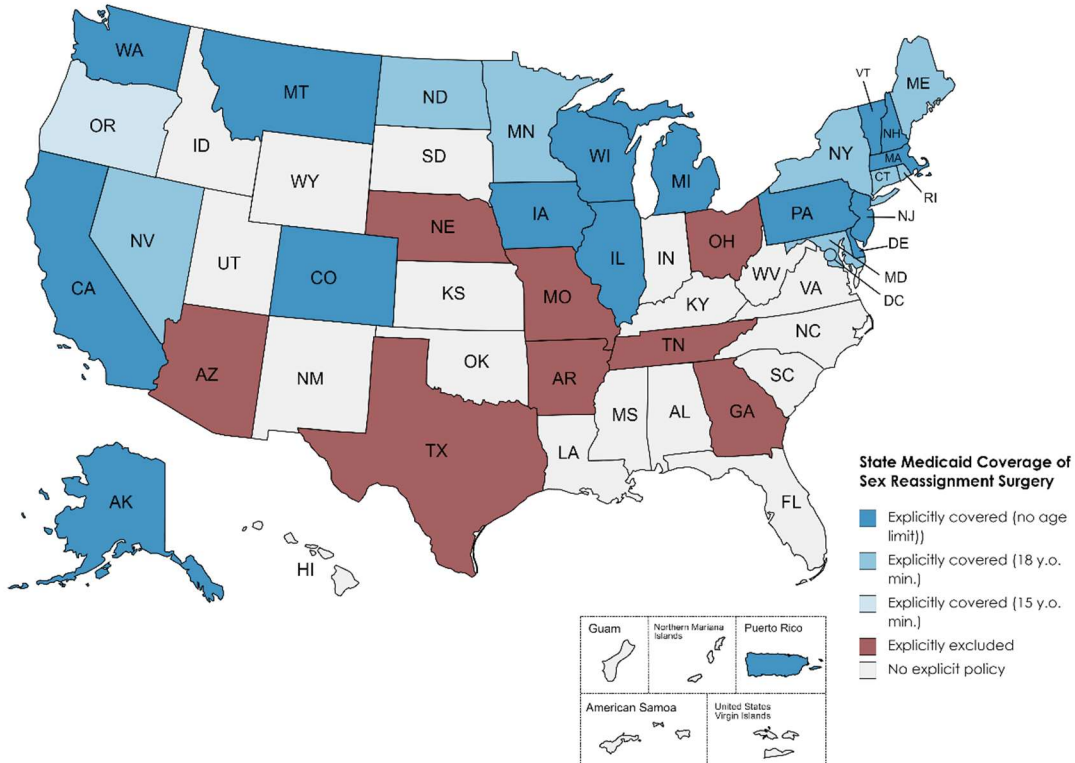 WA
MT
ND
MN
VT
ME
OR
ID
SD
WI
MI
NY
NH
MA
CT
RI
WY
NE
IA
PA
NJ
NV
UT
CO
IL
IN
OH
DE
MD
DC
CA
KS
MO
WV
VA
KY
NC
AZ
NM
OK
AR
TN
SC
TX
MS
AL
GA
LA
FL
AK
HI
State Medicaid Coverage of
Sex Reassignment Surgery
Explicitly covered (no age
limit))
Explicitly covered (18 y.o.
min.)
Explicitly covered (15 y.o.
min.)
Explicitly excluded
No explicit policy
Guam
Northern Mariana
Islands
Puerto Rico
American Samoa
United States
Virgin Islands